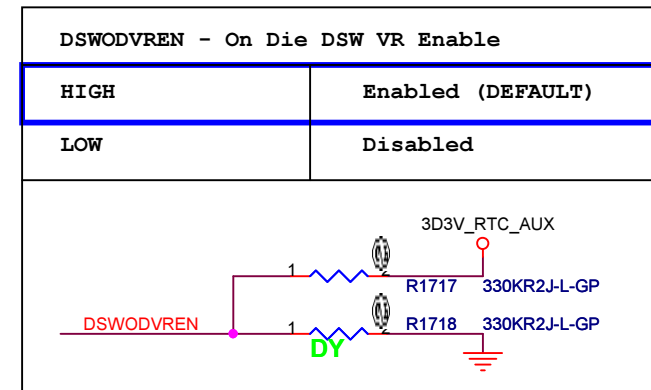 DSWODVREN - On Die DSW VR Enable
HIGH Enabled (DEFAULT)
LOW Disabled
3D3V_RTC_AUX
1 2
R1717 330KR2J-L-GP
DSWODVREN 1 2 R1718 330KR2J-L-GP
DY